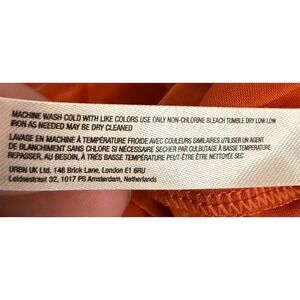 MACHINE WASH COLD WITH LIKE COLORS USE ONLY NON-CHLORINE BLEACH TUMBLE DRY LOW LOW
IRON AS NEEDED MAY BE DRY CLEANED
LAVAGE EN MACHINE À TEMPÉRATURE FROIDE AVEC COULEURS SIMILAIRES UTILISER UN AGENT
DE BLANCHIMENT SANS CHLORE SI NÉCESSAIRE SECHER PAR CULBUTAGE À BASSE TEMPÉRATURE
REPASSER, AU BESOIN, À TRÈS BASSE TEMPÉRATURE PEUT-ÊTRE NETTOYÉE SEC
URBN UK Ltd. 146 Brick Lane, London E1 6RU
Leidsestraat 32, 1017 PB Amsterdam, Netherlands